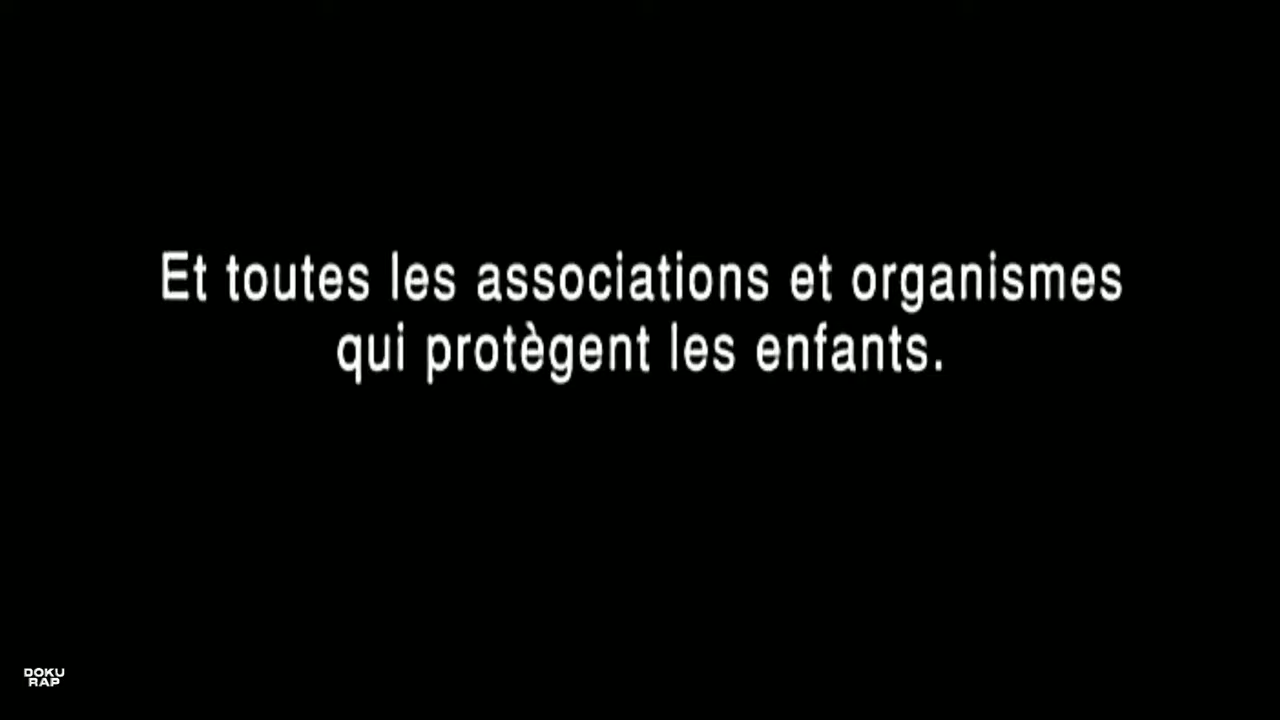 Et toutes les associations et organismes
qui protègent les enfants.
DOKU
RAP